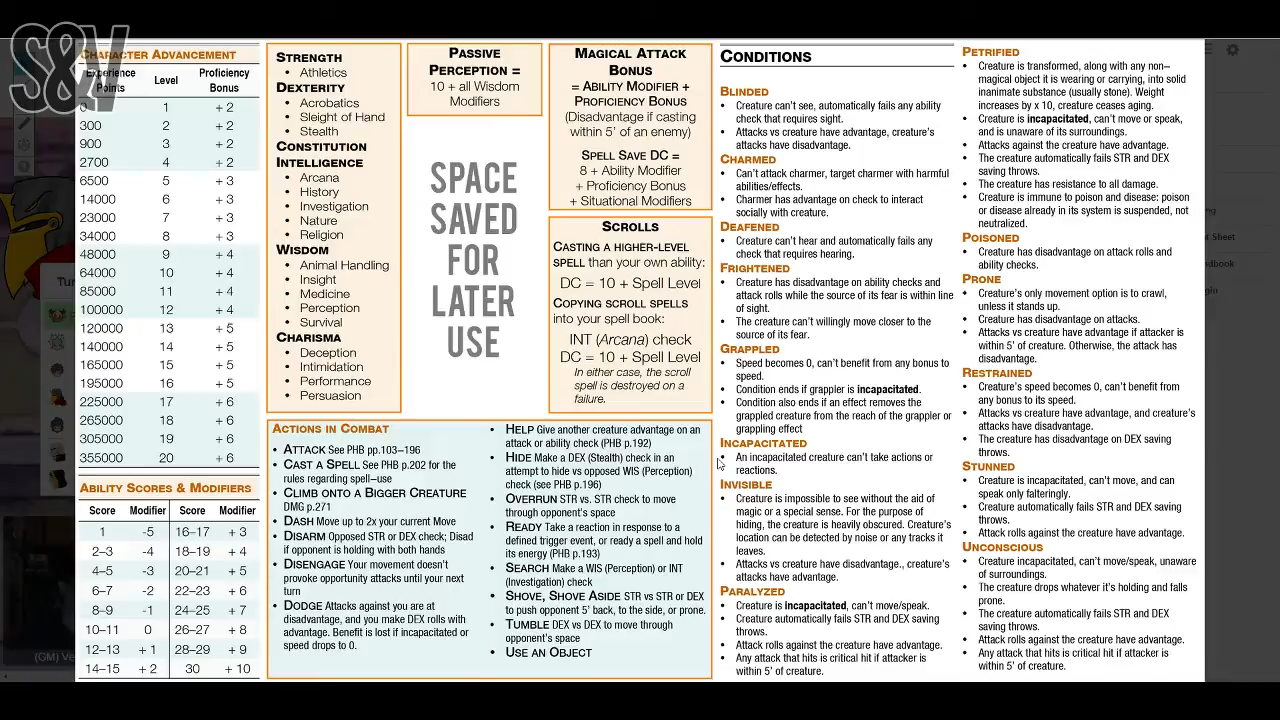 S&V
CHARACTER ADVANCEMENT
Experience Points Level Proficiency Bonus
0 1 + 2
300 2 + 2
900 3 + 2
2700 4 + 2
6500 5 + 3
14000 6 + 3
23000 7 + 3
34000 8 + 3
48000 9 + 4
64000 10 + 4
85000 11 + 4
100000 12 + 4
120000 13 + 5
140000 14 + 5
165000 15 + 5
195000 16 + 5
225000 17 + 6
265000 18 + 6
305000 19 + 6
355000 20 + 6
ABILITY SCORES & MODIFIERS
Score Modifier Score Modifier
1 -5 16–17 + 3
2–3 -4 18–19 + 4
4–5 -3 20–21 + 5
6–7 -2 22–23 + 6
8–9 -1 24–25 + 7
10–11 0 26–27 + 8
12–13 + 1 28–29 + 9
14–15 + 2 30 + 10
STRENGTH
• Athletics
DEXTERITY
• Acrobatics
• Sleight of Hand
• Stealth
CONSTITUTION
INTELLIGENCE
• Arcana
• History
• Investigation
• Nature
• Religion
WISDOM
• Animal Handling
• Insight
• Medicine
• Perception
• Survival
CHARISMA
• Deception
• Intimidation
• Performance
• Persuasion
PASSIVE
PERCEPTION =
10 + all Wisdom
Modifiers
SPACE
SAVED
FOR
LATER
USE
MAGICAL ATTACK
BONUS
= ABILITY MODIFIER +
PROFICIENCY BONUS
(Disadvantage if casting
within 5' of an enemy)
SPELL SAVE DC =
8 + Ability Modifier
+ Proficiency Bonus
+ Situational Modifiers
SCROLLS
CASTING A HIGHER-LEVEL
SPELL than your own ability:
DC = 10 + Spell Level
COPYING SCROLL SPELLS
into your spell book:
INT (Arcana) check
DC = 10 + Spell Level
In either case, the scroll
spell is destroyed on a
failure.
ACTIONS IN COMBAT
• ATTACK See PHB pp.103–196
• CAST A SPELL See PHB p.202 for the
rules regarding spell–use
• CLIMB ONTO A BIGGER CREATURE
DMG p.271
• DASH Move up to 2x your current Move
• DISARM Opposed STR or DEX check; Disad
if opponent is holding with both hands
• DISENGAGE Your movement doesn't
provoke opportunity attacks until your next
turn
• DODGE Attacks against you are at
disadvantage, and you make DEX rolls with
advantage. Benefit is lost if incapacitated or
speed drops to 0.
• HELP Give another creature advantage on an
attack or ability check (PHB p.192)
• HIDE Make a DEX (Stealth) check in an
attempt to hide vs opposed WIS (Perception)
check (see PHB p.196)
• OVERRUN STR vs. STR check to move
through opponent's space
• READY Take a reaction in response to a
defined trigger event, or ready a spell and hold
its energy (PHB p.193)
• SEARCH Make a WIS (Perception) or INT
(Investigation) check
• SHOVE, SHOVE ASIDE STR vs STR or DEX
to push opponent 5' back, to the side, or prone.
• TUMBLE DEX vs DEX to move through
opponent's space
• USE AN OBJECT
CONDITIONS
BLINDED
• Creature can't see, automatically fails any ability
check that requires sight.
• Attacks vs creature have advantage, creature's
attacks have disadvantage.
CHARMED
• Can't attack charmer, target charmer with harmful
abilities/effects.
• Charmer has advantage on check to interact
socially with creature.
DEAFENED
• Creature can't hear and automatically fails any
check that requires hearing.
FRIGHTENED
• Creature has disadvantage on ability checks and
attack rolls while the source of its fear is within line
of sight.
• The creature can't willingly move closer to the
source of its fear.
GRAPPLED
• Speed becomes 0, can't benefit from any bonus to
speed.
• Condition ends if grappler is incapacitated.
• Condition also ends if an effect removes the
grappled creature from the reach of the grappler or
grappling effect
INCAPACITATED
• An incapacitated creature can't take actions or
reactions.
INVISIBLE
• Creature is impossible to see without the aid of
magic or a special sense. For the purpose of
hiding, the creature is heavily obscured. Creature's
location can be detected by noise or any tracks it
leaves.
• Attacks vs creature have disadvantage., creature's
attacks have advantage.
PARALYZED
• Creature is incapacitated, can't move/speak.
• Creature automatically fails STR and DEX saving
throws.
• Attack rolls against the creature have advantage.
• Any attack that hits is critical hit if attacker is
within 5' of creature.
PETRIFIED
• Creature is transformed, along with any non–
magical object it is wearing or carrying, into solid
inanimate substance (usually stone). Weight
increases by x 10, creature ceases aging.
• Creature is incapacitated, can't move or speak,
and is unaware of its surroundings.
• Attacks against the creature have advantage.
• The creature automatically fails STR and DEX
saving throws.
• The creature has resistance to all damage.
• Creature is immune to poison and disease: poison
or disease already in its system is suspended, not
neutralized.
POISONED
• Creature has disadvantage on attack rolls and
ability checks.
PRONE
• Creature's only movement option is to crawl,
unless it stands up.
• Creature has disadvantage on attacks.
• Attacks vs creature have advantage if attacker is
within 5' of creature. Otherwise, the attack has
disadvantage.
RESTRAINED
• Creature's speed becomes 0, can't benefit from
any bonus to its speed.
• Attacks vs creature have advantage, and creature's
attacks have disadvantage.
• The creature has disadvantage on DEX saving
throws.
STUNNED
• Creature is incapacitated, can't move, and can
speak only falteringly.
• Creature automatically fails STR and DEX saving
throws.
• Attack rolls against the creature have advantage.
UNCONSCIOUS
• Creature incapacitated, can't move/speak, unaware
of surroundings.
• The creature drops whatever it's holding and falls
prone.
• The creature automatically fails STR and DEX
saving throws.
• Attack rolls against the creature have advantage.
• Any attack that hits is critical hit if attacker is
within 5' of creature.
Tur
(GM) Ve